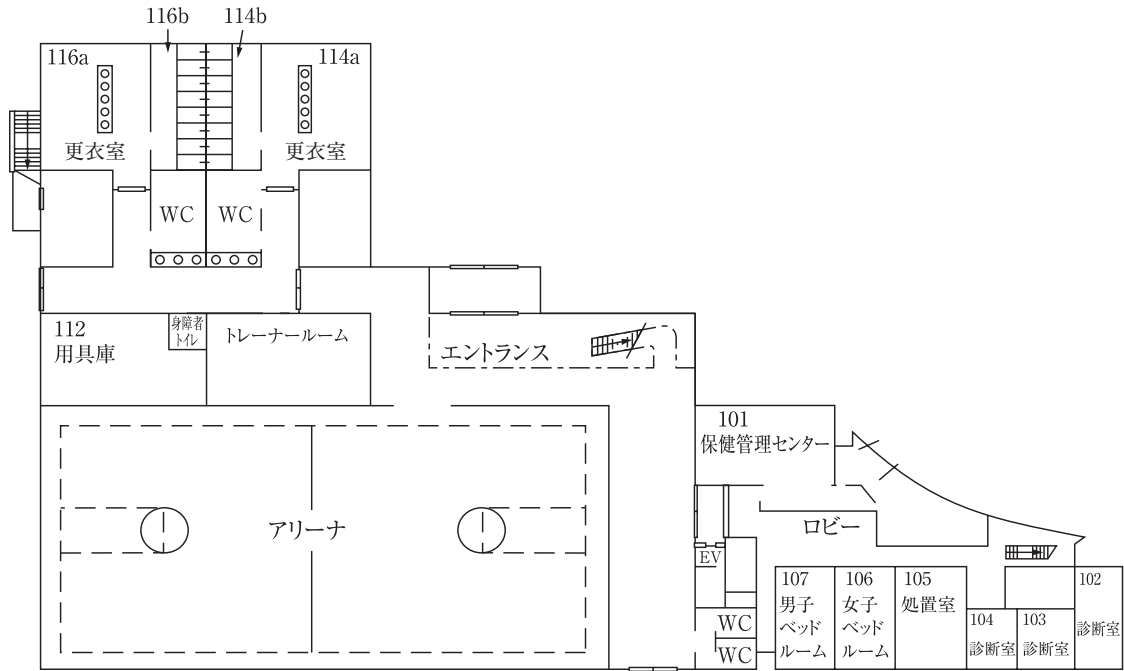 116b
114b
116a
114a
更衣室
更衣室
WC
WC
112
用具庫
身障者
トイレ
トレーナールーム
エントランス
101
保健管理センター
アリーナ
ロビー
EV
WC
WC
107
男子
ベッド
ルーム
106
女子
ベッド
ルーム
105
処置室
104
診断室
103
診断室
102
診断室